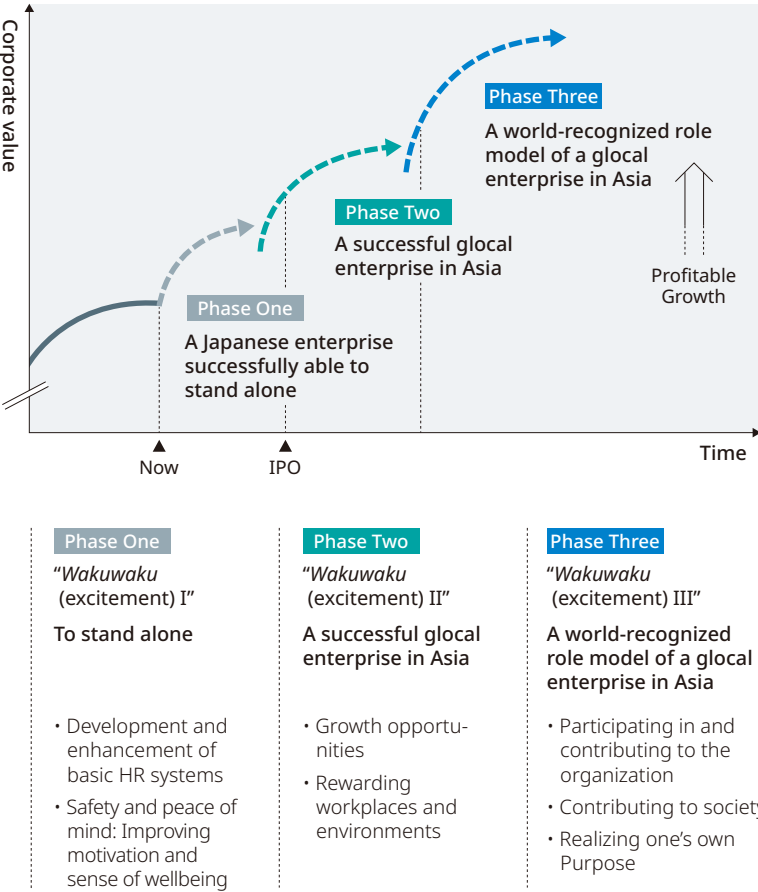 Corporate value
Phase Three
A world-recognized role
model of a glocal
enterprise in Asia
Phase Two
A successful glocal
enterprise in Asia
Profitable
Growth
Phase One
A Japanese enterprise
successfully able to
stand alone
Time
Now
IPO
Phase One
“Wakuwaku
(excitement) I”
To stand alone
• Development and
enhancement of
basic HR systems
• Safety and peace of
mind: Improving
motivation and
sense of wellbeing
Phase Two
“Wakuwaku
(excitement) II”
A successful glocal
enterprise in Asia
• Growth opportu-
nities
• Rewarding
workplaces and
environments
Phase Three
“Wakuwaku
(excitement) III”
A world-recognized
role model of a glocal
enterprise in Asia
• Participating in and
contributing to the
organization
• Contributing to society
• Realizing one’s own
Purpose